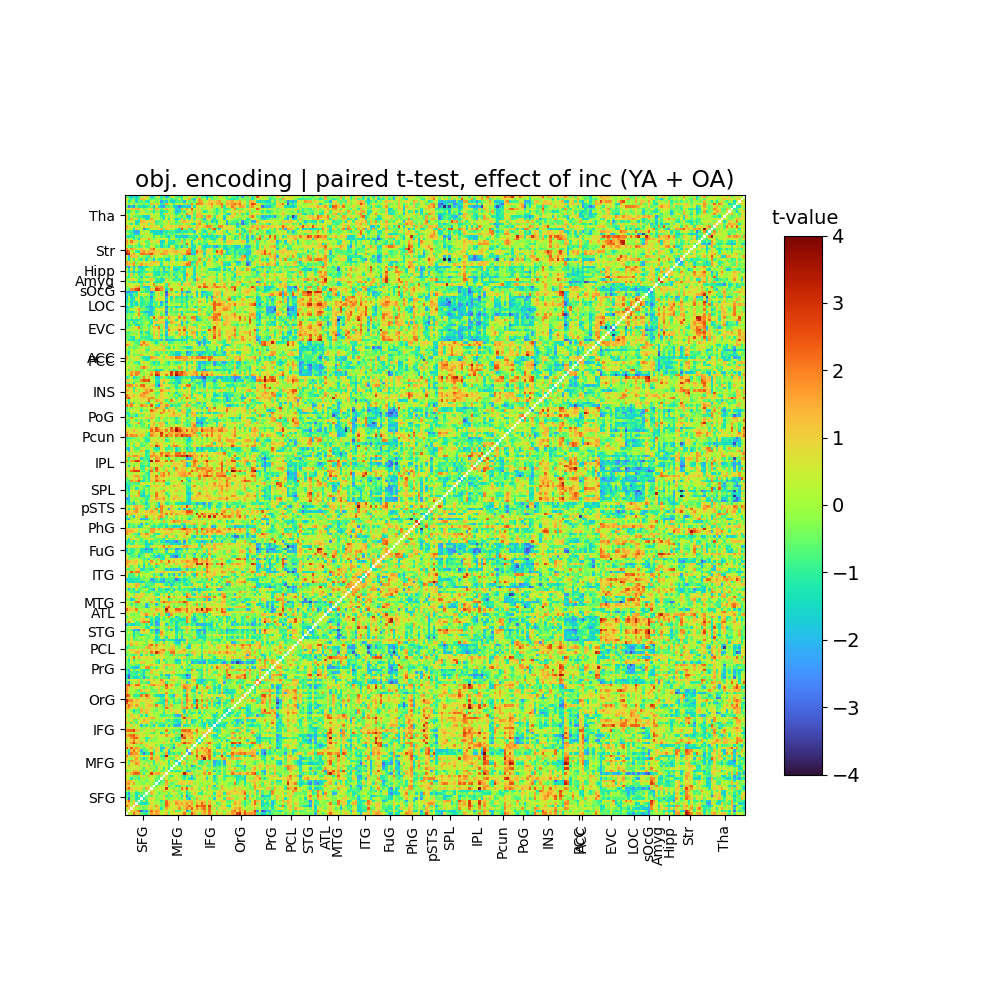 obj. encoding | paired t-test, effect of inc (YA + OA)
t-value
Tha
Str
Hipp
Amyg
sOcG
LOC
EVC
ACC
PCC
INS
PoG
Pcun
IPL
SPL
pSTS
PhG
FuG
ITG
MTG
ATL
STG
PCL
PrG
OrG
IFG
MFG
SFG
SFG
MFG
IFG
OrG
PrG
PCL
STG
ATL
MTG
ITG
FuG
PhG
pSTS
SPL
IPL
Pcun
PoG
INS
PCC
ACC
EVC
LOC
sOcG
Amyg
Hipp
Str
Tha
4
3
2
1
0
−1
−2
−3
−4